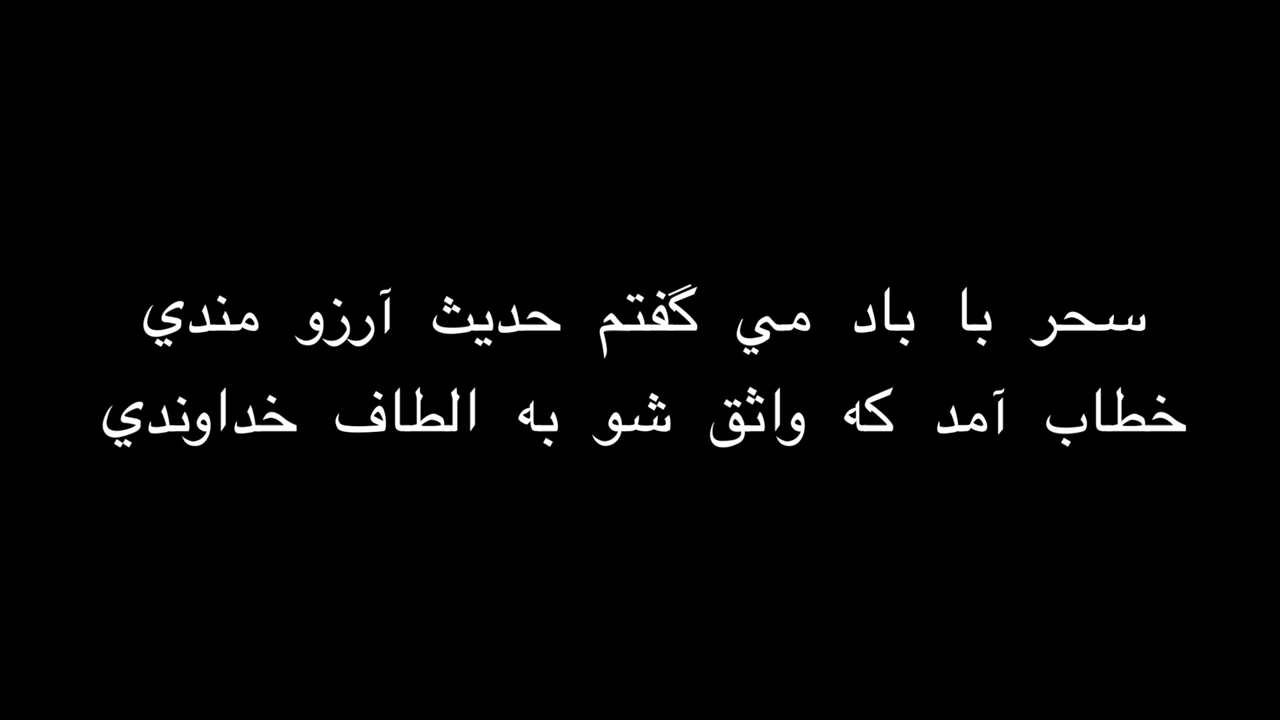 سحر با باد مي گفتم حديث آرزو مندي
خطاب آمد که واثق شو به الطاف خداوندي